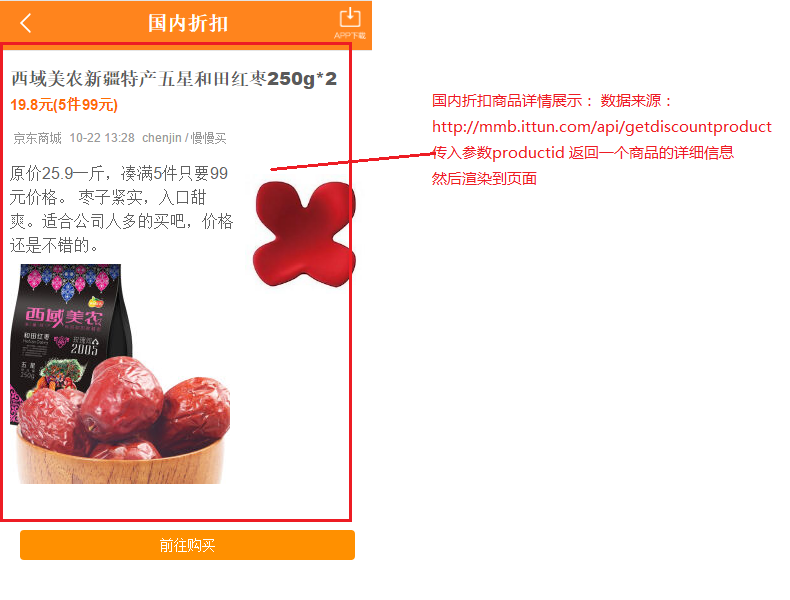 国内折扣
APP下载
西域美农新疆特产五星和田红枣250g*2
19.8元(5件99元)
京东商城 10-22 13:28 chenjin / 慢慢买
原价25.9一斤，凑满5件只要99
元价格。 枣子紧实，入口甜
爽。适合公司人多的买吧，价格
还是不错的。
西域美农
和田红枣
2005
五星
250g
前往购买
国内折扣商品详情展示： 数据来源：
http://mmb.ittun.com/api/getdiscountproduct
传入参数productid 返回一个商品的详细信息
然后渲染到页面